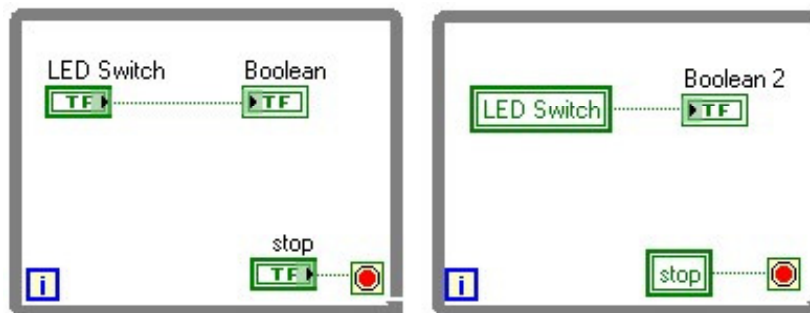 LED Switch
TF
Boolean
TF
stop
TF
i
LED Switch
Boolean 2
TF
stop
i